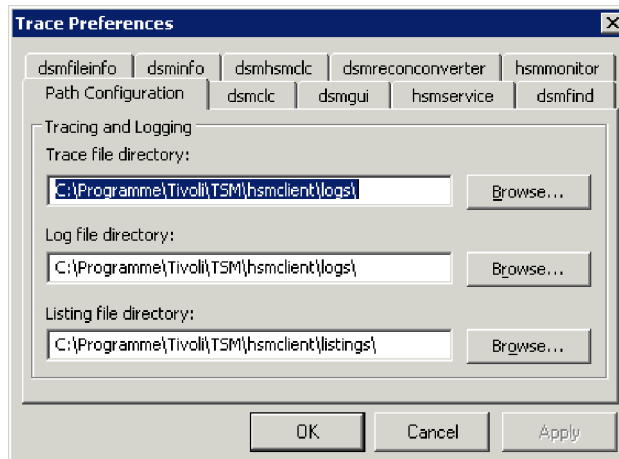 Trace Preferences
dsmfileinfo dsminfo dsmhsmclc dsmreconconverter hsmmonitor
Path Configuration dsmclc dsmgui hsmservice dsmfind
Tracing and Logging
Trace file directory:
C:\Programme\Tivoli\TSM\hsmclient\logs\ Browse...
Log file directory:
C:\Programme\Tivoli\TSM\hsmclient\logs\ Browse...
Listing file directory:
C:\Programme\Tivoli\TSM\hsmclient\listings\ Browse...
OK Cancel Apply